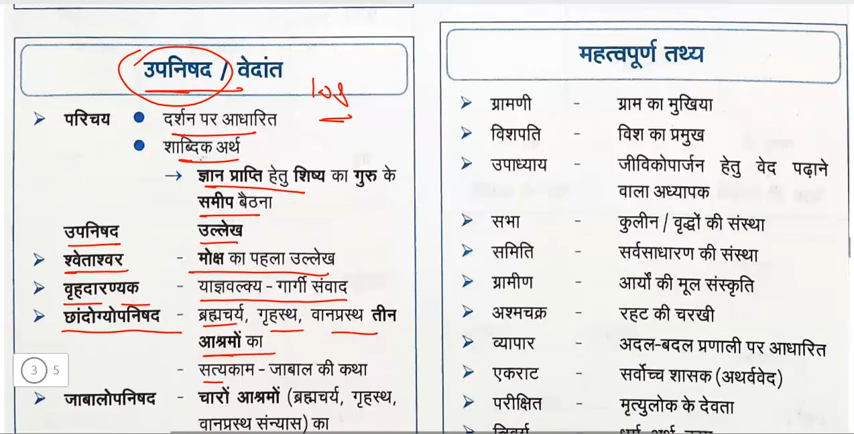 उपनिषद / वेदांत
108
➤ परिचय ● दर्शन पर आधारित
● शाब्दिक अर्थ
→ ज्ञान प्राप्ति हेतु शिष्य का गुरु के
समीप बैठना
उपनिषद उल्लेख
➤ श्वेताश्वर - मोक्ष का पहला उल्लेख
➤ वृहदारण्यक - याज्ञवल्क्य - गार्गी संवाद
➤ छांदोग्योपनिषद - ब्रह्मचर्य, गृहस्थ, वानप्रस्थ तीन
आश्रमों का
- सत्यकाम - जाबाल की कथा
3 5
➤ जाबालोपनिषद - चारों आश्रमों (ब्रह्मचर्य, गृहस्थ,
वानप्रस्थ संन्यास) का
महत्वपूर्ण तथ्य
➤ ग्रामणी - ग्राम का मुखिया
➤ विशपति - विश का प्रमुख
➤ उपाध्याय - जीविकोपार्जन हेतु वेद पढ़ाने
वाला अध्यापक
➤ सभा - कुलीन / वृद्धों की संस्था
➤ समिति - सर्वसाधारण की संस्था
➤ ग्रामीण - आर्यों की मूल संस्कृति
➤ अश्मचक्र - रहट की चरखी
➤ व्यापार - अदल-बदल प्रणाली पर आधारित
➤ एकराट - सर्वोच्च शासक (अथर्ववेद)
➤ परीक्षित - मृत्युलोक के देवता